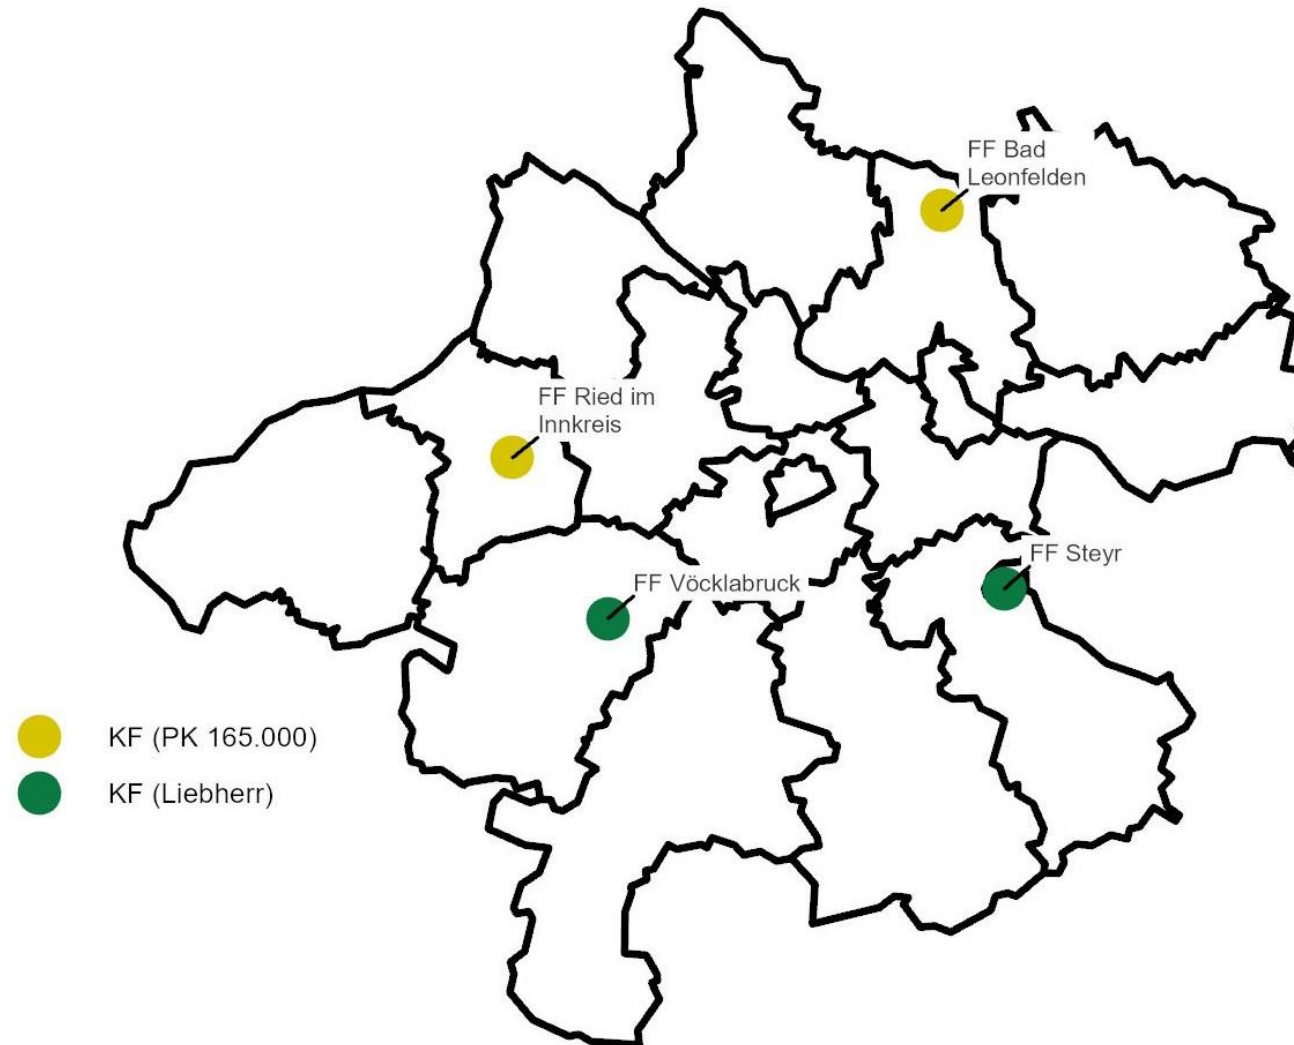 FF Bad
Leonfelden
FF Ried im
Innkreis
FF Steyr
FF Vöcklabruck
KF (PK 165.000)
KF (Liebherr)